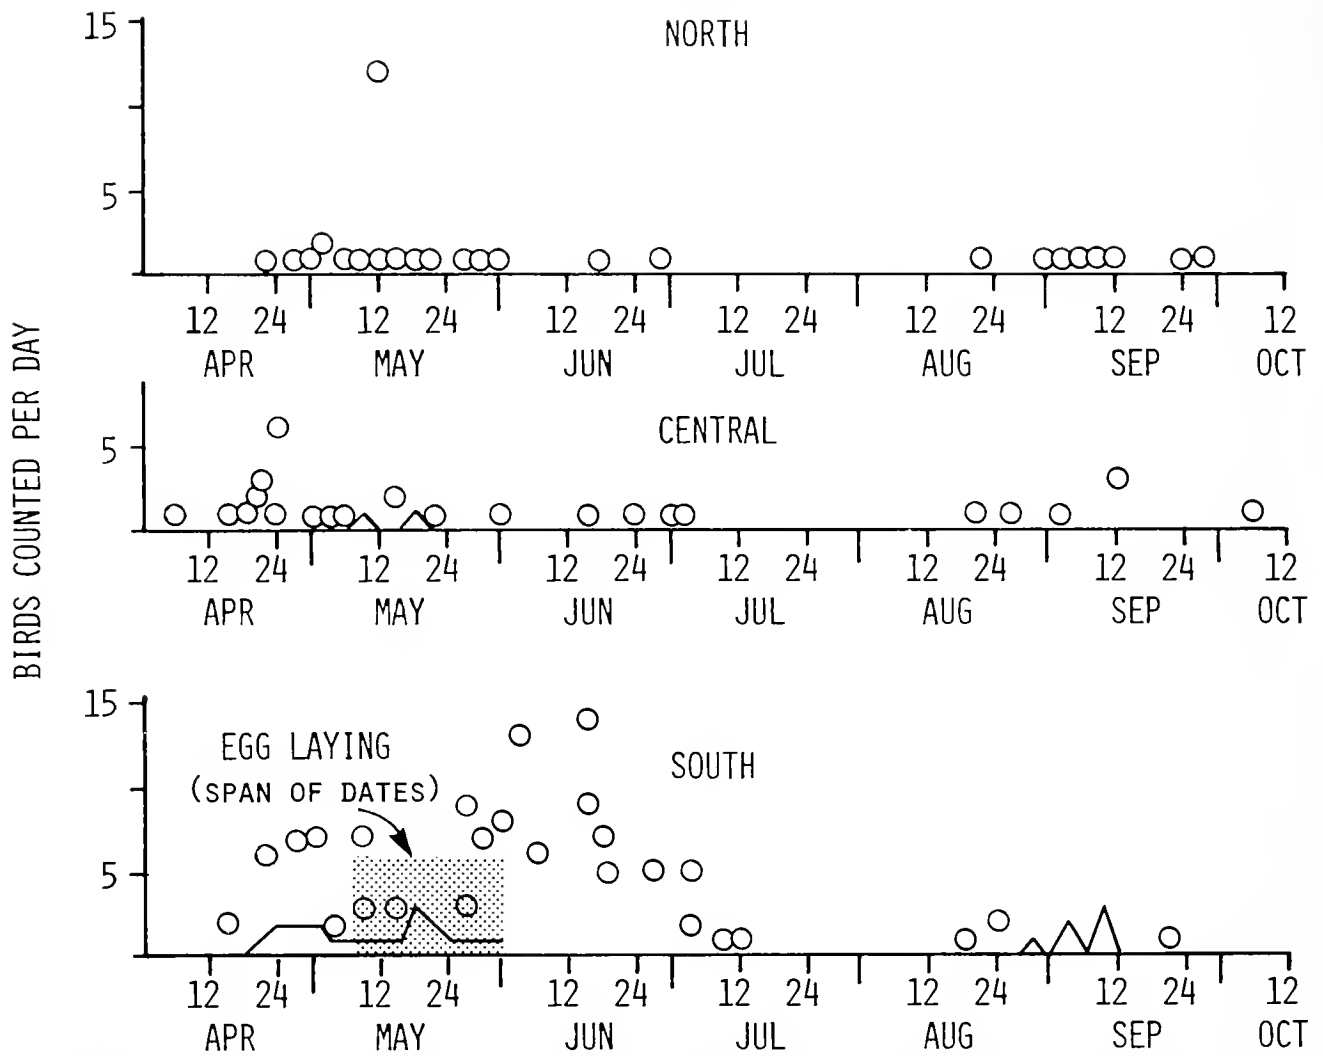 BIRDS COUNTED PER DAY
15
NORTH
5
12 24 12 24 12 24 12 24 12 24 12 24 12
APR MAY JUN JUL AUG SEP OCT
CENTRAL
5
12 24 12 24 12 24 12 24 12 24 12 24 12
APR MAY JUN JUL AUG SEP OCT
15
EGG LAYING
(SPAN OF DATES)
SOUTH
5
12 24 12 24 12 24 12 24 12 24 12 24 12
APR MAY JUN JUL AUG SEP OCT